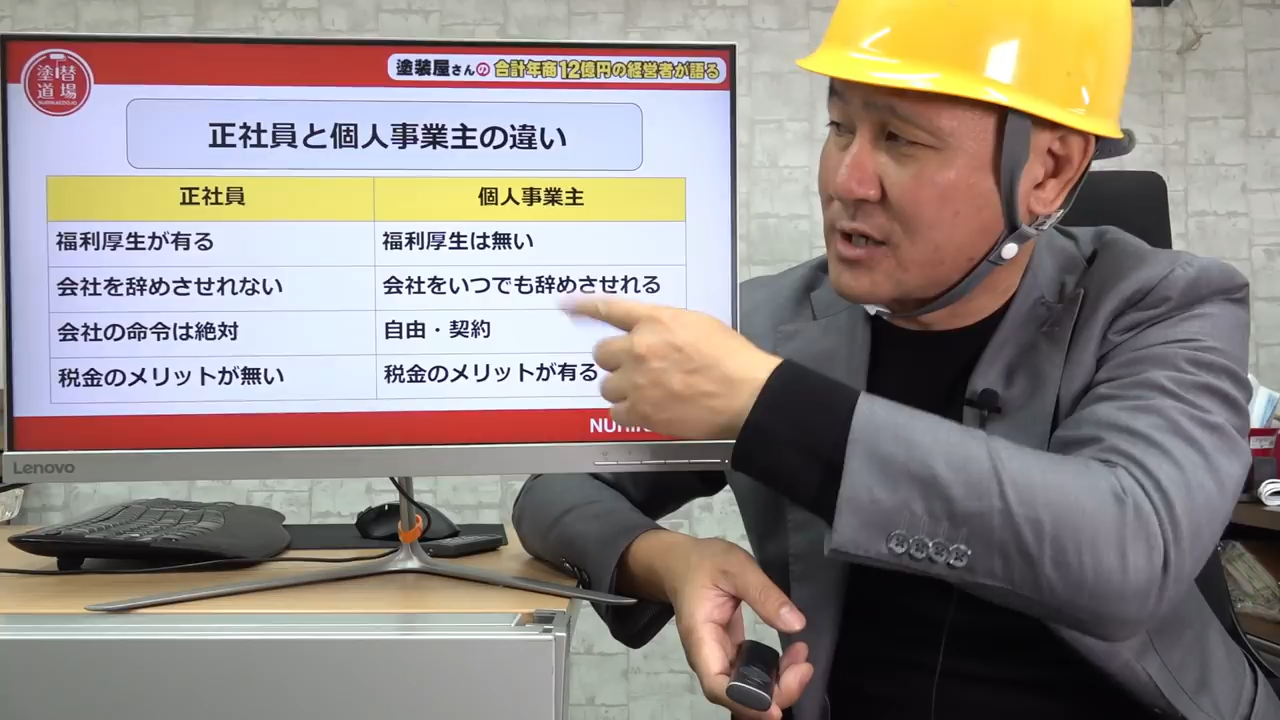 塗替
道場
NURIKAEDOJO
塗装屋さんの合計年商12億円の経営者が語る
正社員と個人事業主の違い
正社員 個人事業主
福利厚生が有る 福利厚生は無い
会社を辞めさせれない 会社をいつでも辞めさせれる
会社の命令は絶対 自由・契約
税金のメリットが無い 税金のメリットが有る
Lenovo